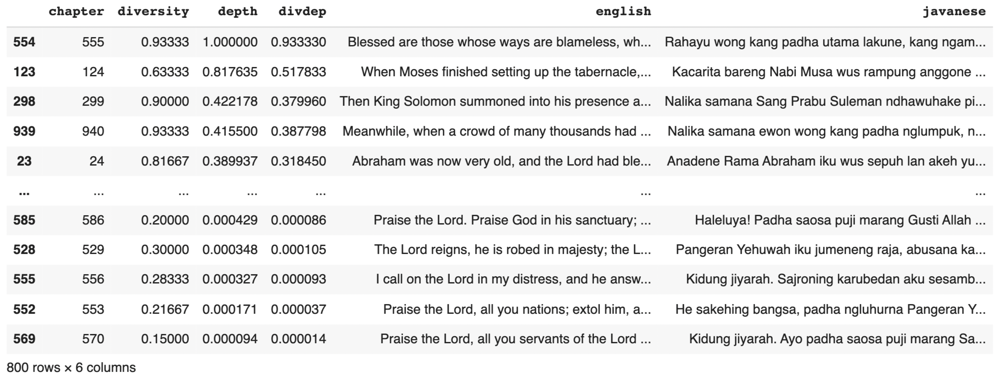 chapter diversity depth divdep english javanese
554 555 0.93333 1.000000 0.933330 Blessed are those whose ways are blameless, wh... Rahayu wong kang padha utama lakune, kang ngam...
123 124 0.63333 0.817635 0.517833 When Moses finished setting up the tabernacle,... Kacarita bareng Nabi Musa wus rampung anggone ...
298 299 0.90000 0.422178 0.379960 Then King Solomon summoned into his presence a... Nalika samana Sang Prabu Suleman ndhawuhake pi...
939 940 0.93333 0.415500 0.387798 Meanwhile, when a crowd of many thousands had ... Nalika samana ewon wong kang padha nglumpuk, n...
23 24 0.81667 0.389937 0.318450 Abraham was now very old, and the Lord had ble... Anadene Rama Abraham iku wus sepuh lan akeh yu...
... ... ... ... ... ... ...
585 586 0.20000 0.000429 0.000086 Praise the Lord. Praise God in his sanctuary; ... Haleluya! Padha saosa puji marang Gusti Allah ...
528 529 0.30000 0.000348 0.000105 The Lord reigns, he is robed in majesty; the L... Pangeran Yehuwah iku jumeneng raja, abusana ka...
555 556 0.28333 0.000327 0.000093 I call on the Lord in my distress, and he answ... Kidung jiyarah. Sajroning karubedan aku sesamb...
552 553 0.21667 0.000171 0.000037 Praise the Lord, all you nations; extol him, a... He sakehing bangsa, padha ngluhurna Pangeran Y...
569 570 0.15000 0.000094 0.000014 Praise the Lord, all you servants of the Lord ... Kidung jiyarah. Ayo padha saosa puji marang Sa...
800 rows × 6 columns